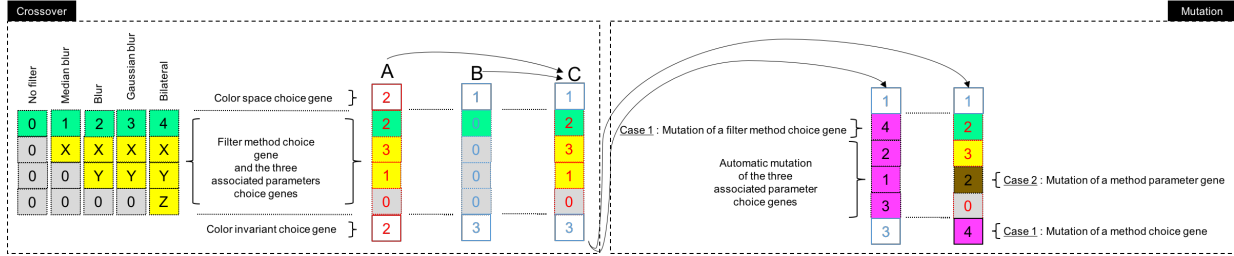 Crossover
Mutation
No filter
Median blur
Blur
Gaussian blur
Bilateral
0 1 2 3 4
0 X X X X
0 0 Y Y Y
0 0 0 0 Z
Color space choice gene
Filter method choice
gene
and the three
associated parameters
choice genes
Color invariant choice gene
A
2
2
3
1
0
2
B
1
0
0
0
0
3
C
1
2
3
1
0
3
Case 1 : Mutation of a filter method choice gene
Automatic mutation
of the three
associated parameter
choice genes
1
4
2
1
3
3
1
2
3
2
0
4
Case 2 : Mutation of a method parameter gene
Case 1 : Mutation of a method choice gene